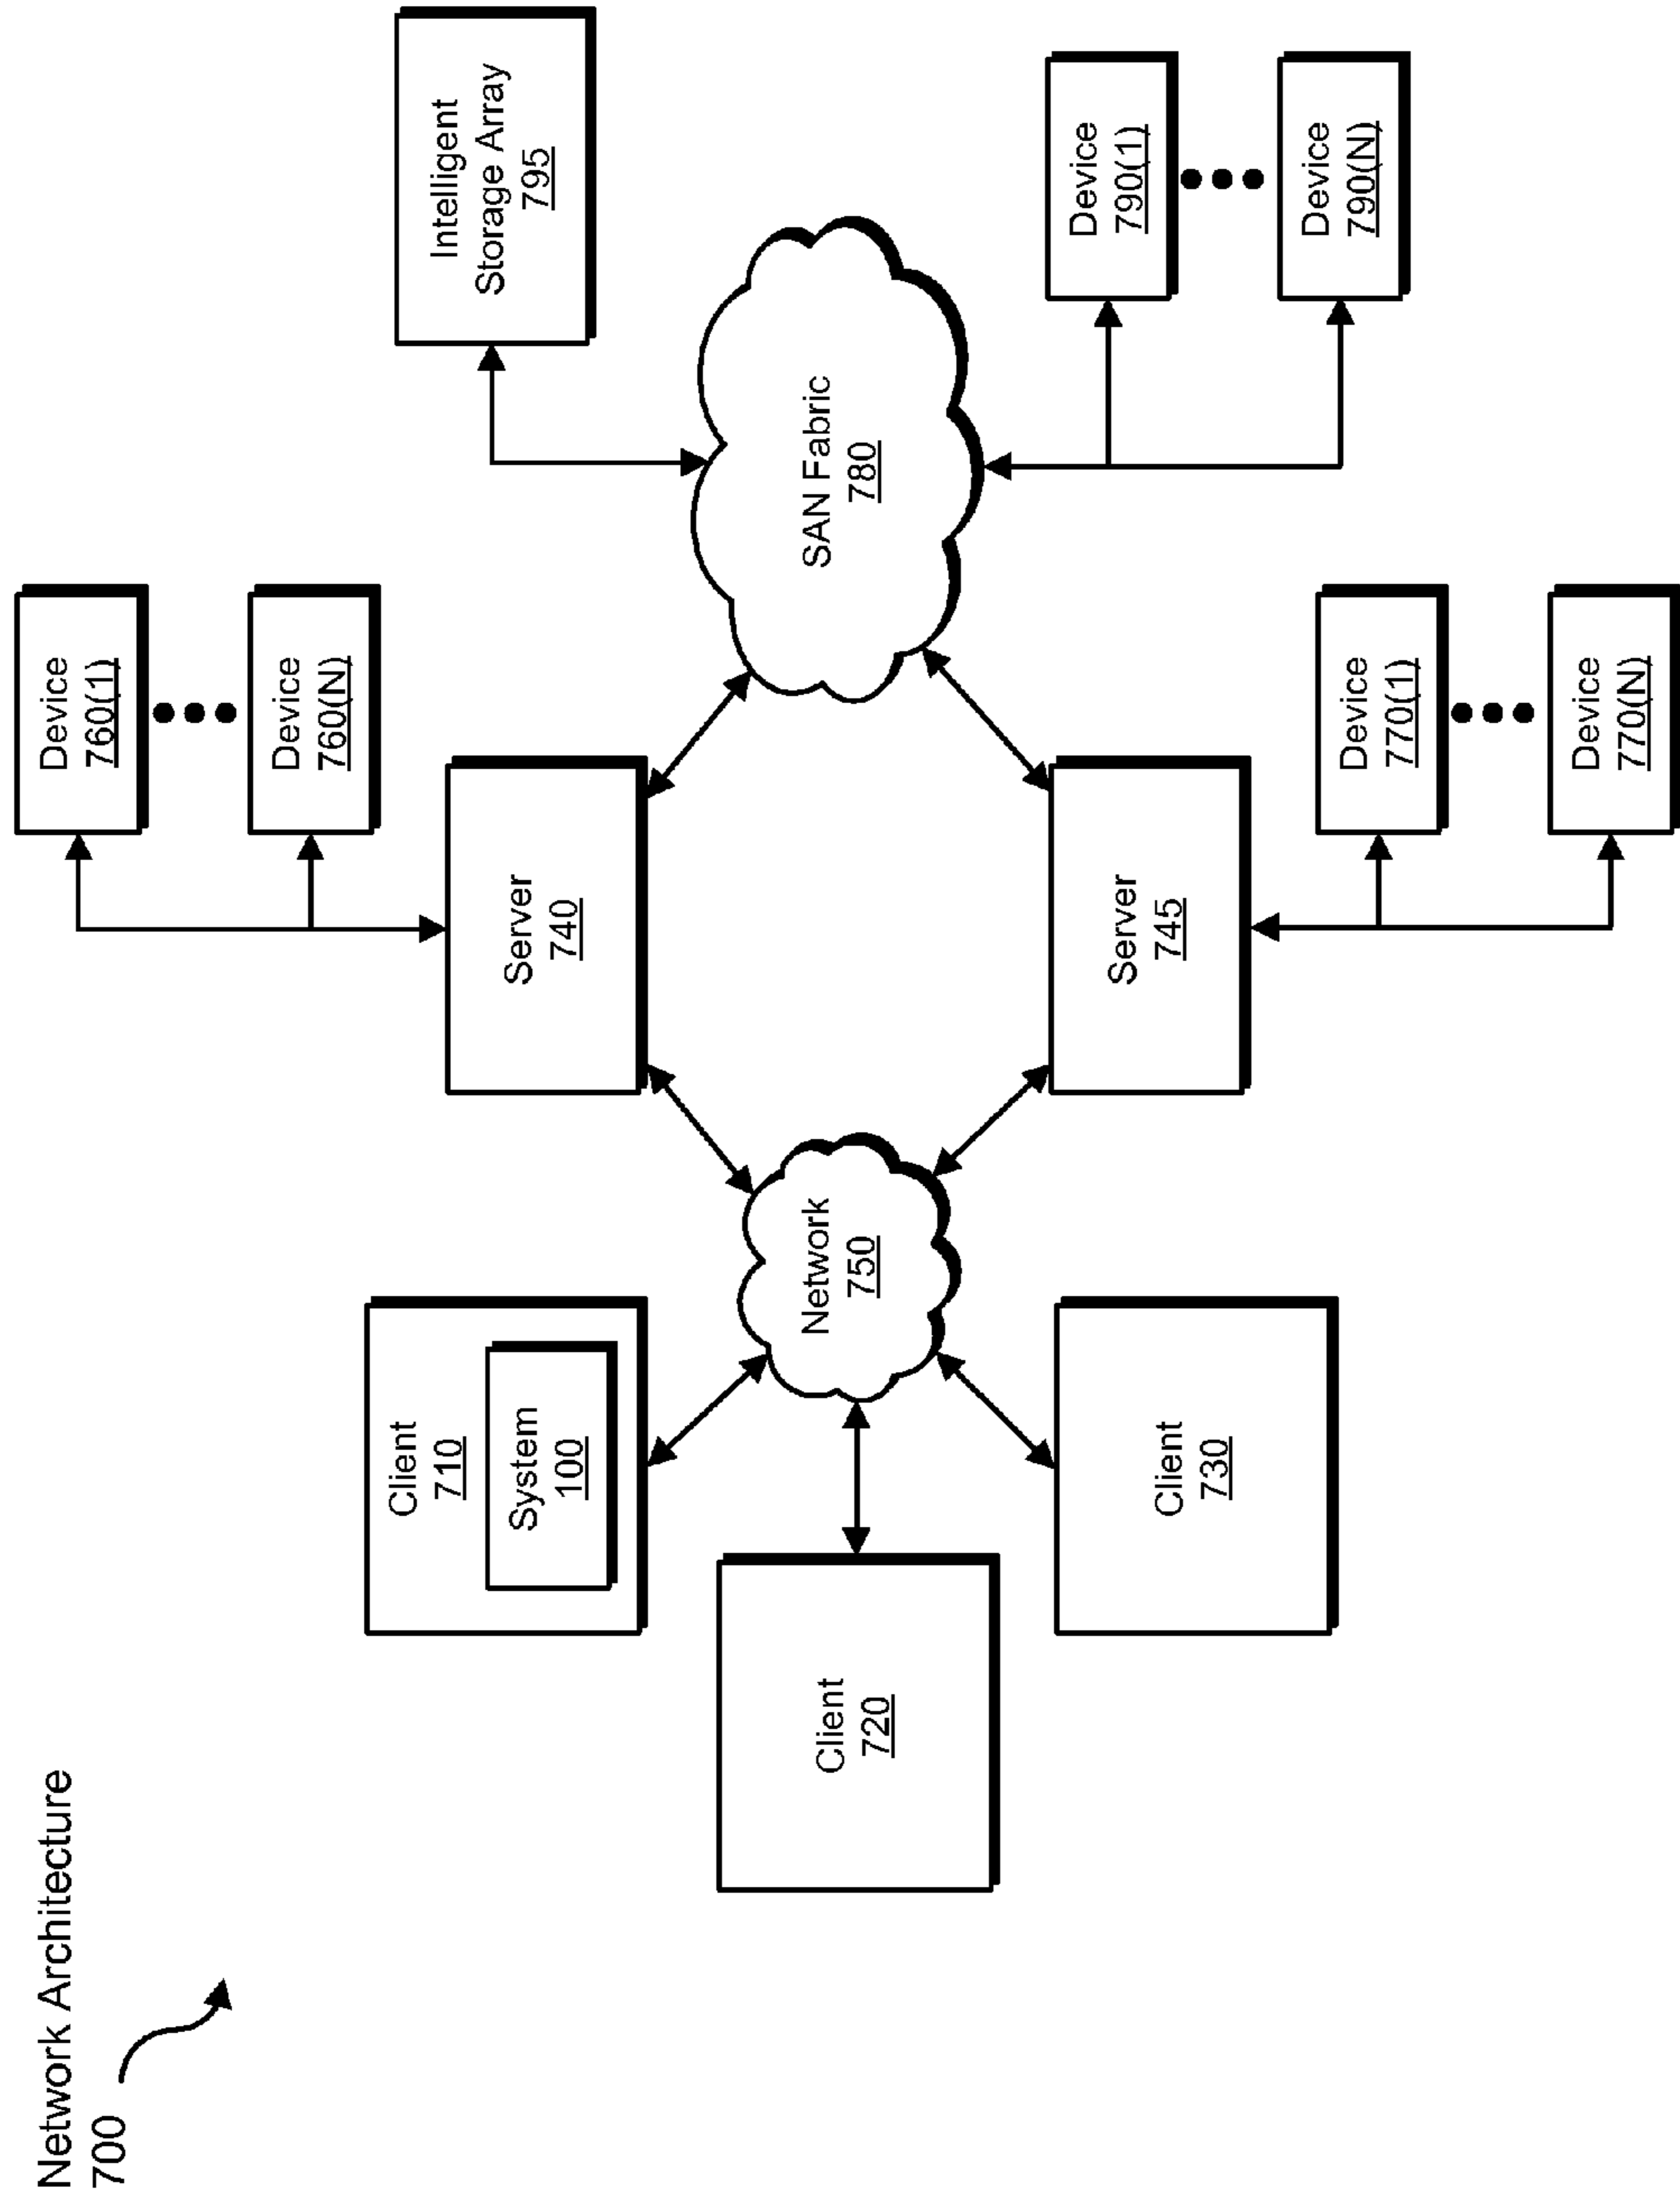 Network Architecture
700
Device
760(1)
Device
760(N)
Intelligent
Storage Array
795
Client
710
System
100
Server
740
Client
720
Network
750
SAN Fabric
780
Client
730
Server
745
Device
790(1)
Device
790(N)
Device
770(1)
Device
770(N)